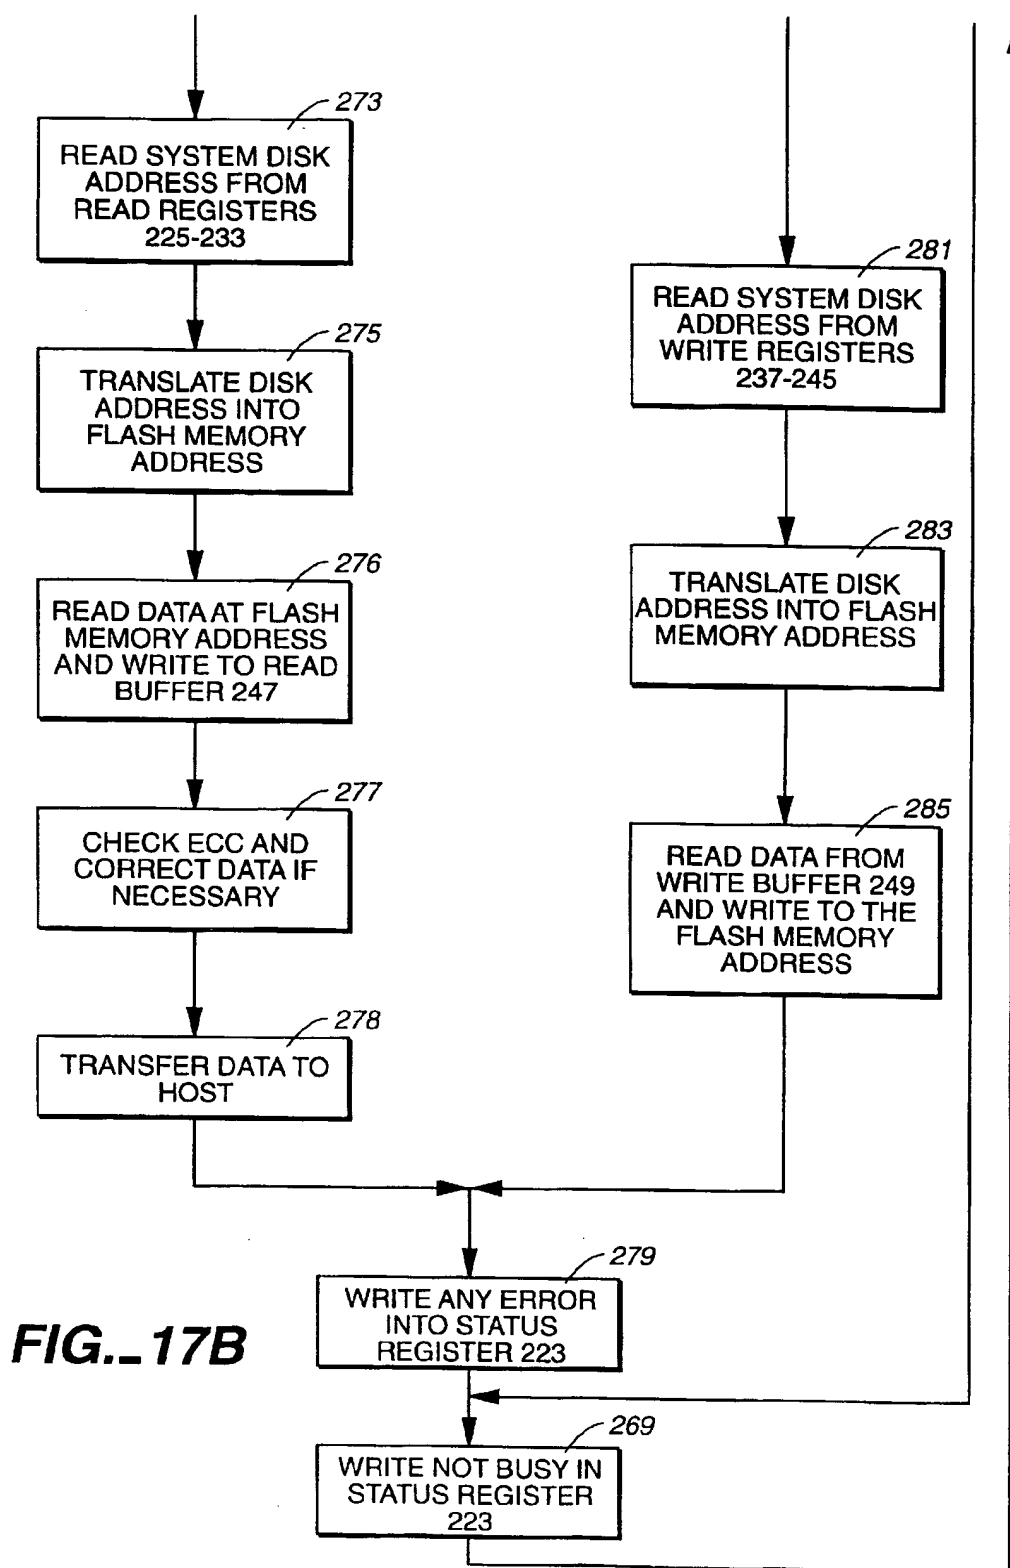 273
READ SYSTEM DISK
ADDRESS FROM
READ REGISTERS
225-233
275
TRANSLATE DISK
ADDRESS INTO
FLASH MEMORY
ADDRESS
276
READ DATA AT FLASH
MEMORY ADDRESS
AND WRITE TO READ
BUFFER 247
277
CHECK ECC AND
CORRECT DATA IF
NECESSARY
278
TRANSFER DATA TO
HOST
281
READ SYSTEM DISK
ADDRESS FROM
WRITE REGISTERS
237-245
283
TRANSLATE DISK
ADDRESS INTO FLASH
MEMORY ADDRESS
285
READ DATA FROM
WRITE BUFFER 249
AND WRITE TO THE
FLASH MEMORY
ADDRESS
279
WRITE ANY ERROR
INTO STATUS
REGISTER 223
FIG._17B
269
WRITE NOT BUSY IN
STATUS REGISTER
223